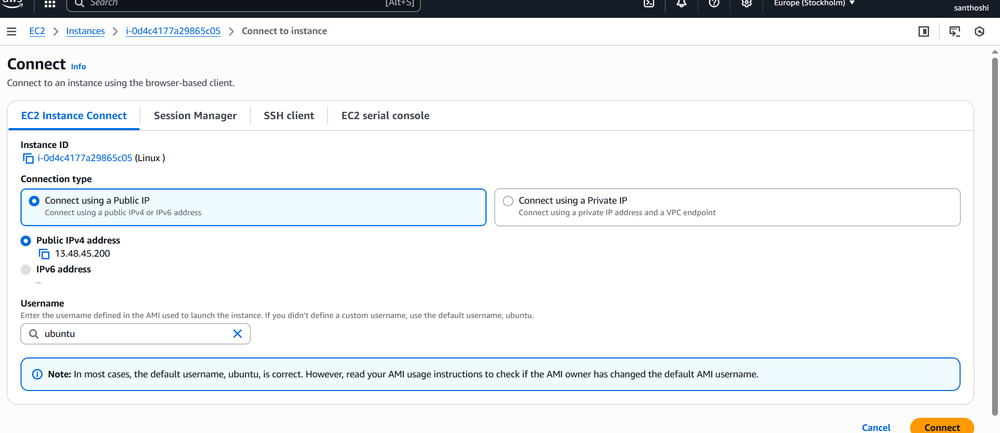 aws
Search [Alt+S]
Europe (Stockholm) ▼
santhoshi
EC2 > Instances > i-0d4c4177a29865c05 > Connect to instance
Connect Info
Connect to an instance using the browser-based client.
EC2 Instance Connect
Session Manager
SSH client
EC2 serial console
Instance ID
i-0d4c4177a29865c05 (Linux )
Connection type
Connect using a Public IP
Connect using a public IPv4 or IPv6 address
Connect using a Private IP
Connect using a private IP address and a VPC endpoint
Public IPv4 address
13.48.45.200
IPv6 address
–
Username
Enter the username defined in the AMI used to launch the instance. If you didn't define a custom username, use the default username, ubuntu.
ubuntu
Note: In most cases, the default username, ubuntu, is correct. However, read your AMI usage instructions to check if the AMI owner has changed the default AMI username.
Cancel
Connect